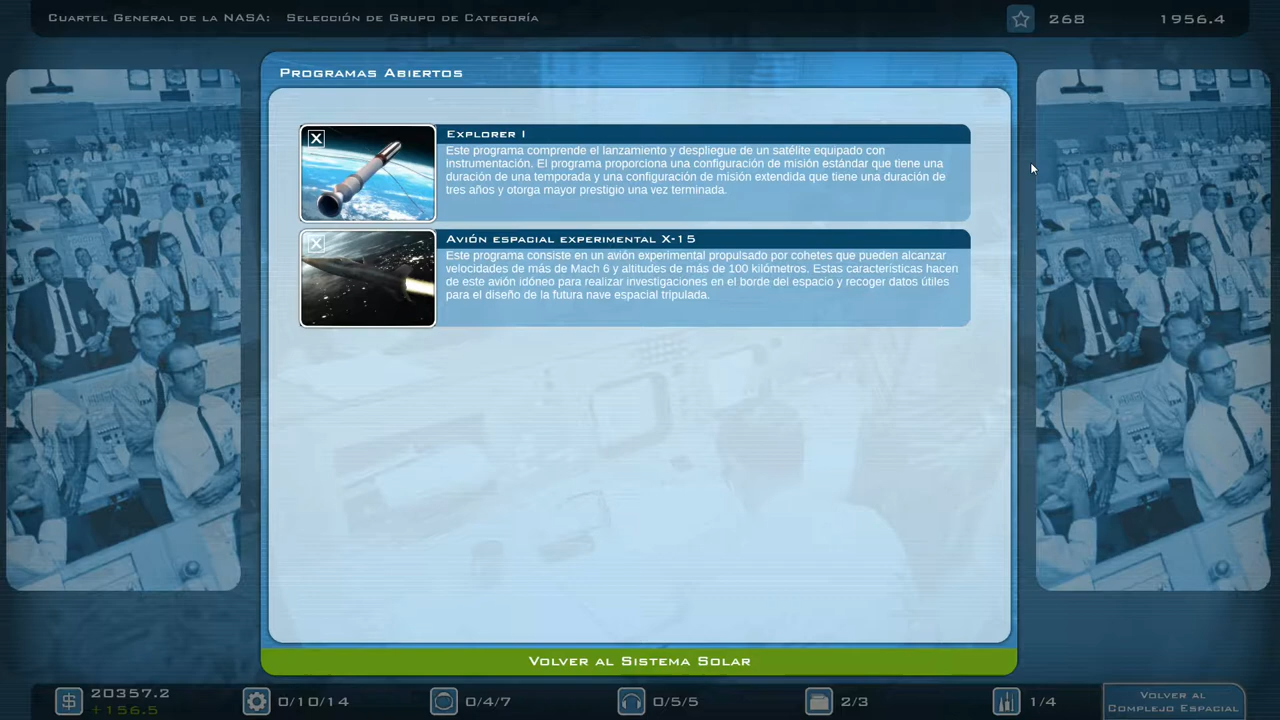 Cuartel General de la NASA: Selección de Grupo de Categoría
268
1956.4
Programas Abiertos
X
Explorer I
Este programa comprende el lanzamiento y despliegue de un satélite equipado con
instrumentación. El programa proporciona una configuración de misión estándar que tiene una
duración de una temporada y una configuración de misión extendida que tiene una duración de
tres años y otorga mayor prestigio una vez terminada.
X
Avión espacial experimental X-15
Este programa consiste en un avión experimental propulsado por cohetes que pueden alcanzar
velocidades de más de Mach 6 y altitudes de más de 100 kilómetros. Estas características hacen
de este avión idóneo para realizar investigaciones en el borde del espacio y recoger datos útiles
para el diseño de la futura nave espacial tripulada.
Volver al Sistema Solar
$
20357.2
+156.5
0/10/14
0/4/7
0/5/5
2/3
1/4
Volver al
Complejo Espacial